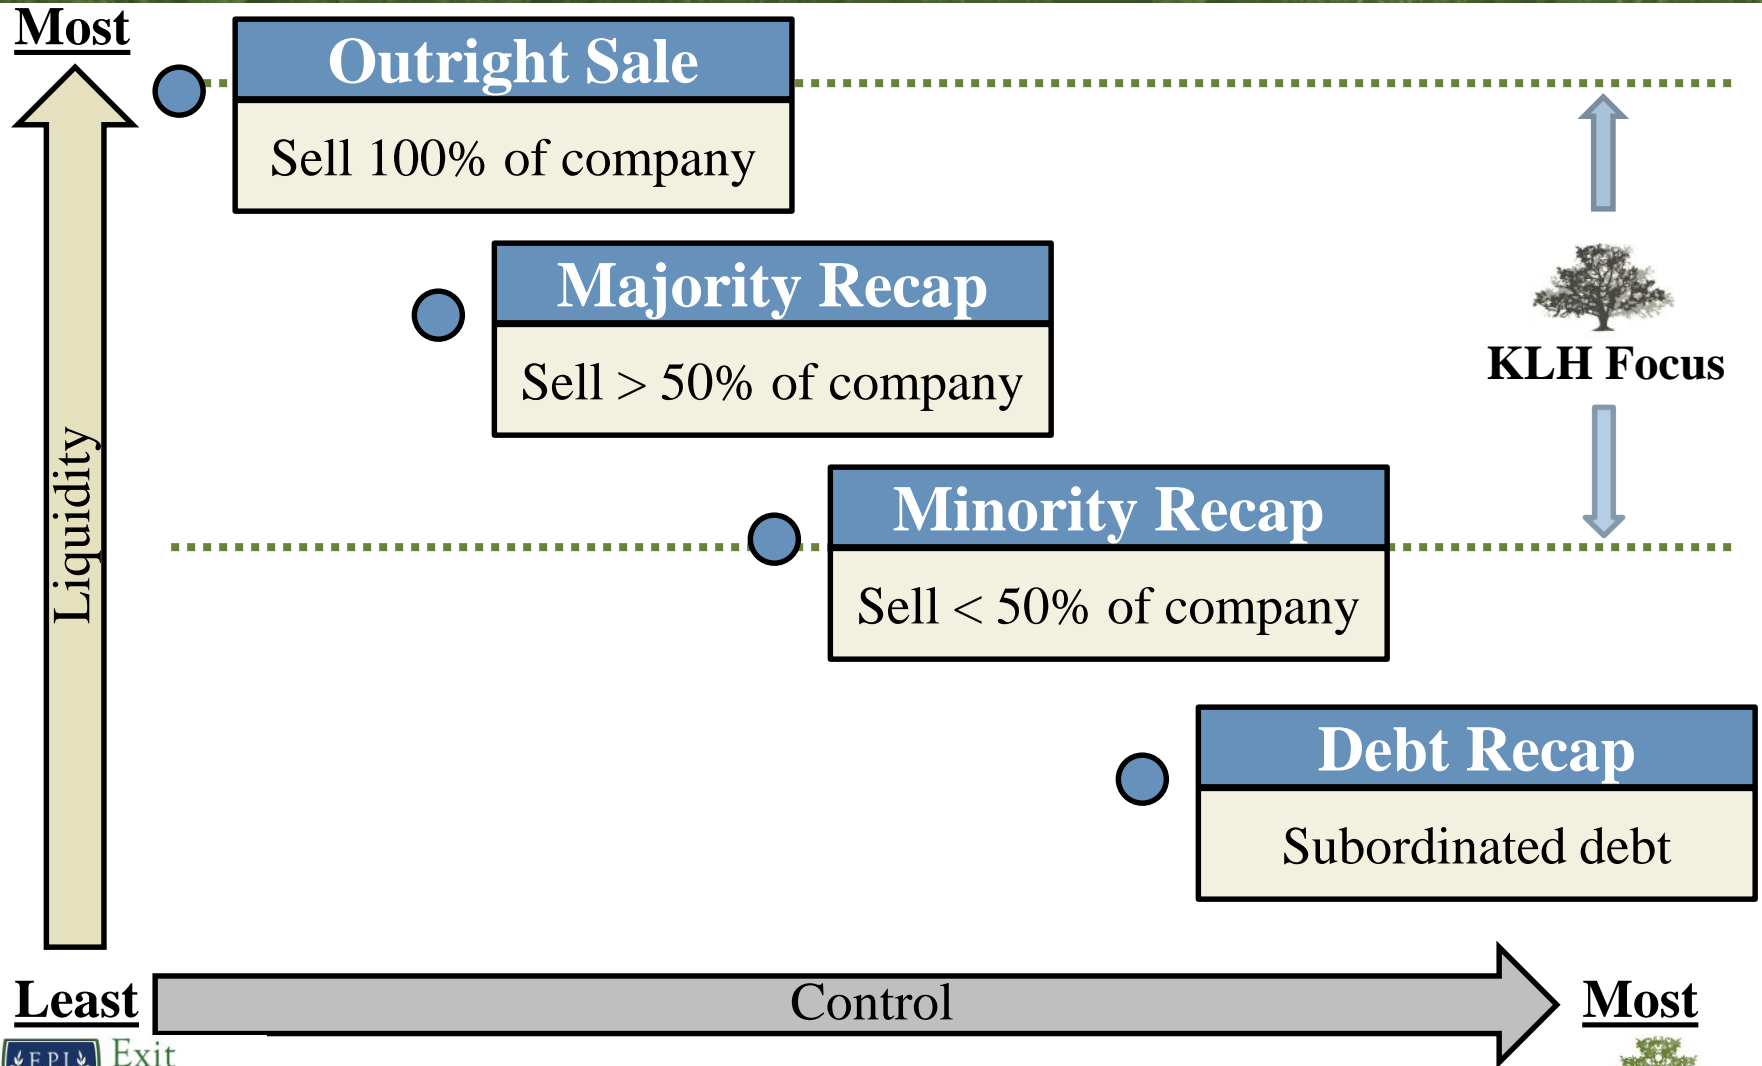 Most
Outright Sale
Sell 100% of company
Majority Recap
Sell > 50% of company
KLH Focus
Liquidity
Minority Recap
Sell < 50% of company
Debt Recap
Subordinated debt
Least
Control
Most
EPI
Exit